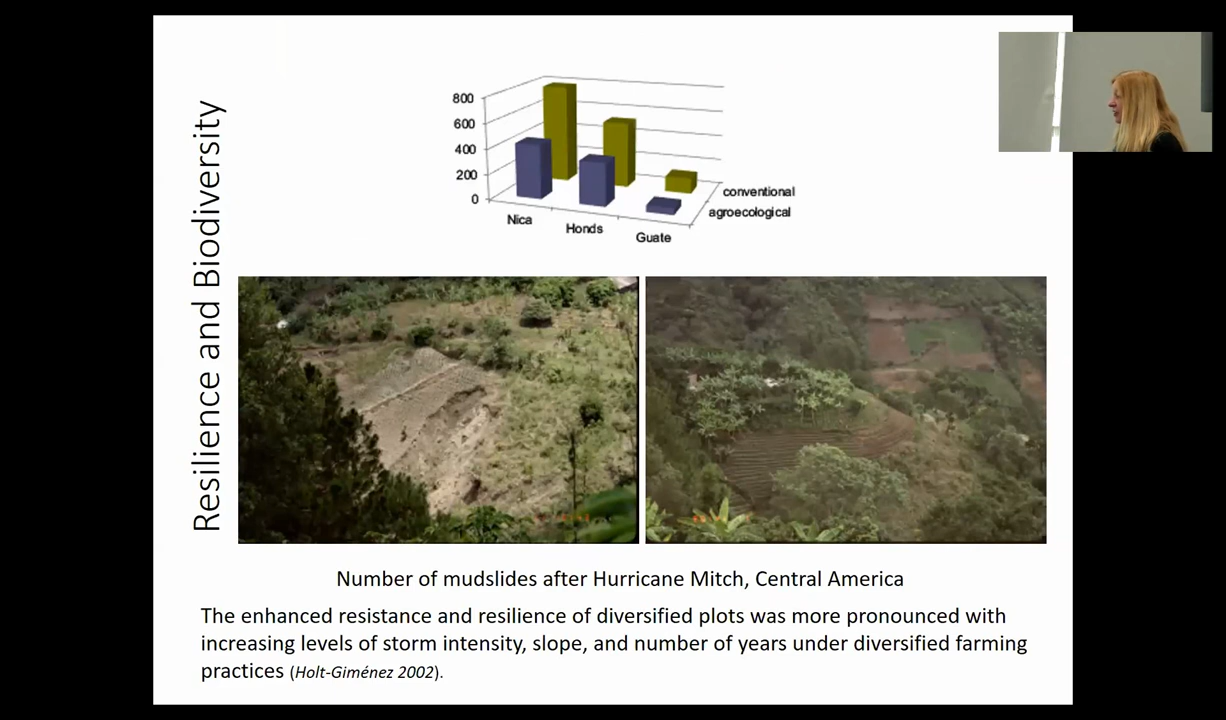 Resilience and Biodiversity
800
600
400
200
0
Nica
Honds
Guate
conventional
agroecological
Number of mudslides after Hurricane Mitch, Central America
The enhanced resistance and resilience of diversified plots was more pronounced with
increasing levels of storm intensity, slope, and number of years under diversified farming
practices (Holt-Giménez 2002).